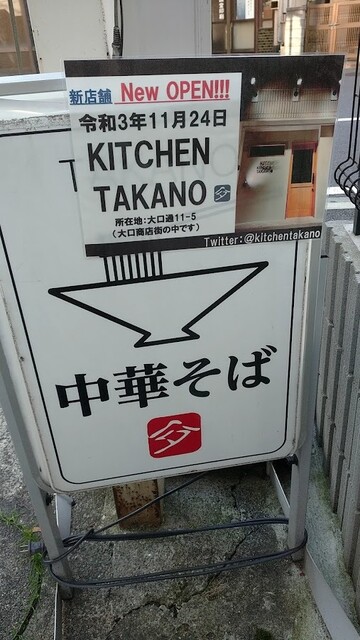 新店舗 New OPEN!!!
令和3年11月24日
KITCHEN
TAKANO
所在地:大口通11-5
(大口商店街の中です)
Twitter:@kitchentakano
中華そば